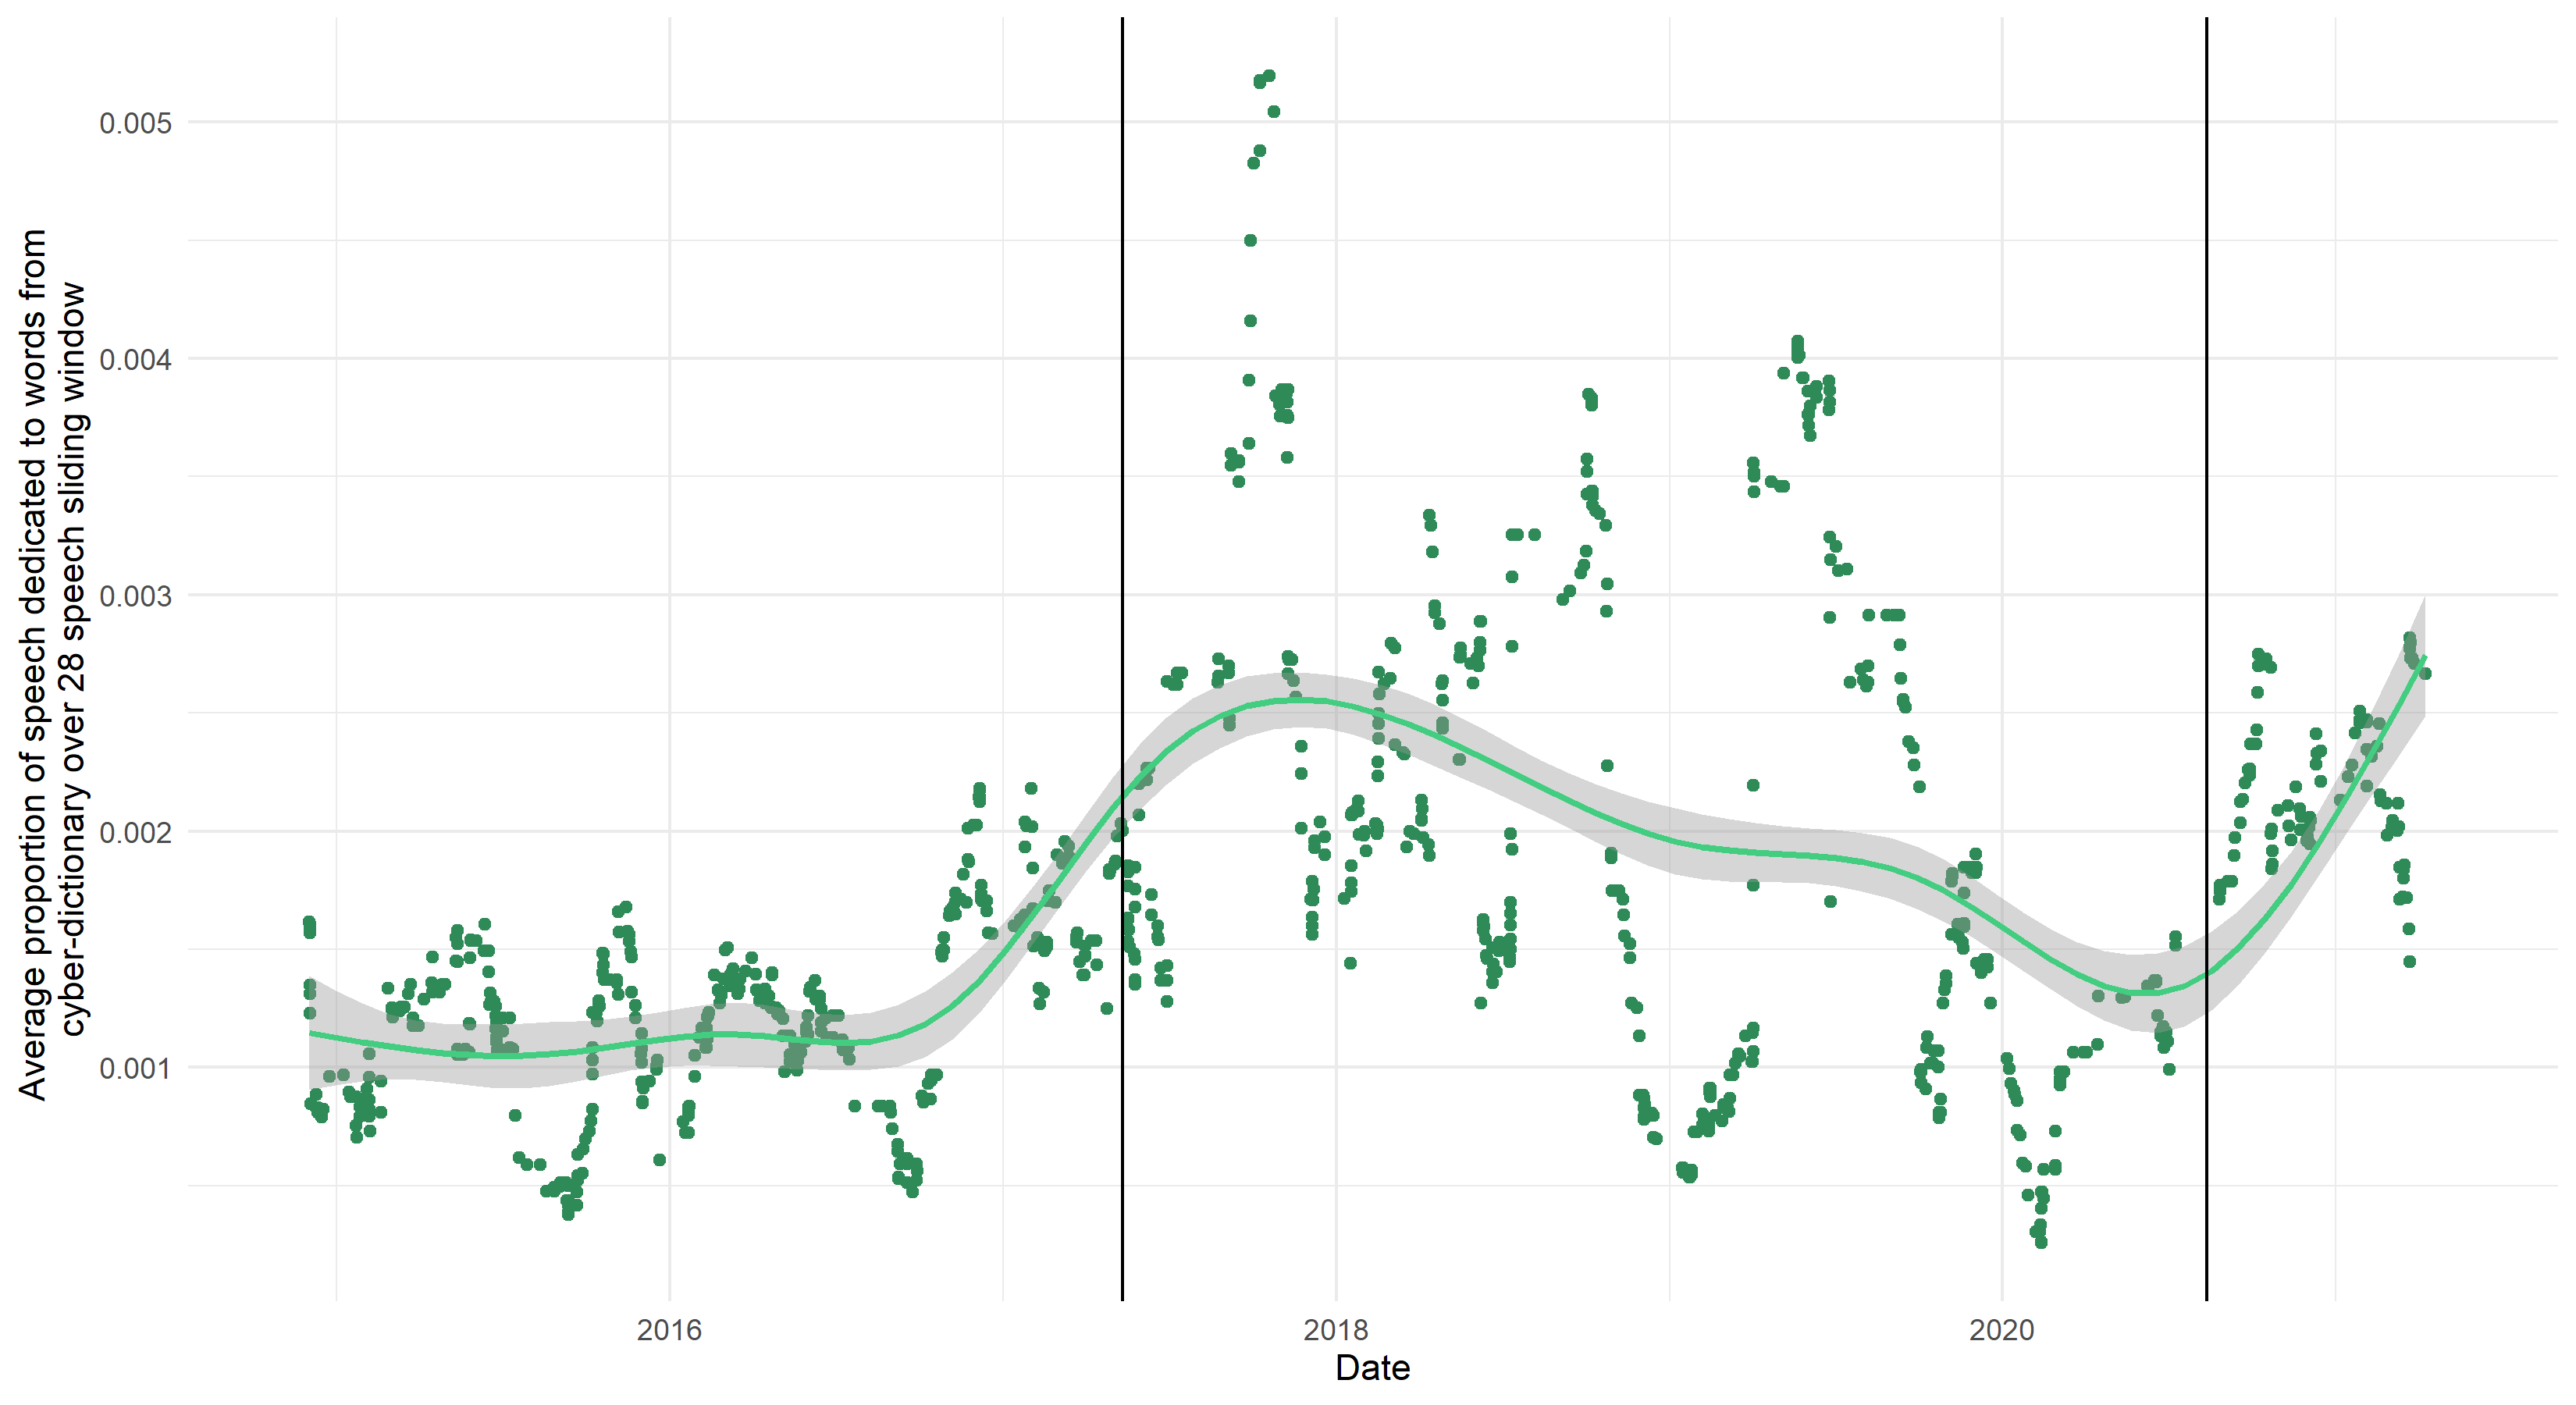 Average proportion of speech dedicated to words from
cyber-dictionary over 28 speech sliding window
0.005
0.004
0.003
0.002
0.001
2016
2018
2020
Date